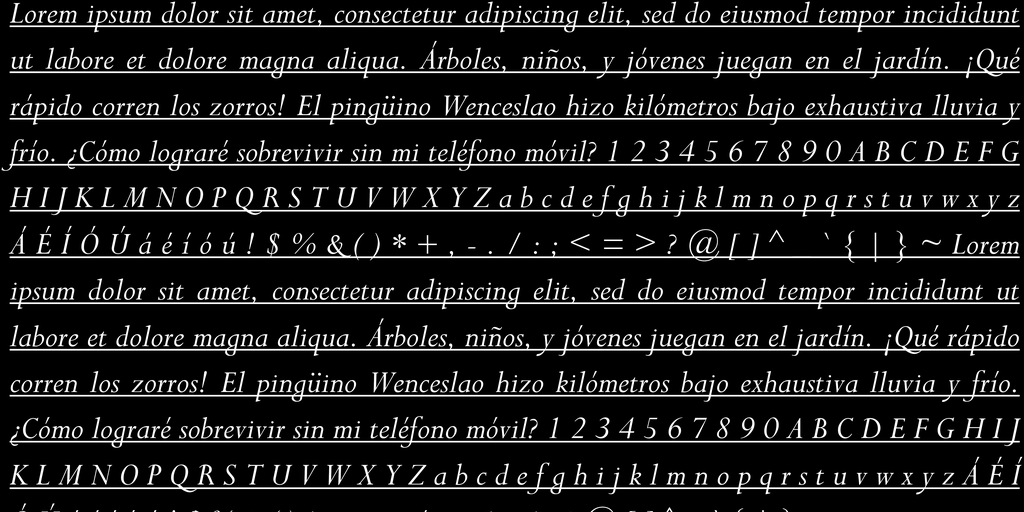 Lorem ipsum dolor sit amet, consectetur adipiscing elit, sed do eiusmod tempor incididunt
ut labore et dolore magna aliqua. Árboles, niños, y jóvenes juegan en el jardín. ¡Qué
rápido corren los zorros! El pingüino Wenceslao hizo kilómetros bajo exhaustiva lluvia y
frío. ¿Cómo lograré sobrevivir sin mi teléfono móvil? 1 2 3 4 5 6 7 8 9 0 A B C D E F G
H I J K L M N O P Q R S T U V W X Y Z a b c d e f g h i j k l m n o p q r s t u v w x y z
Á É Í Ó Ú á é í ó ú ! $ % & ( ) * + , - . / : ; < = > ? @ [ ] ^ _ ` { | } ~ Lorem
ipsum dolor sit amet, consectetur adipiscing elit, sed do eiusmod tempor incididunt ut
labore et dolore magna aliqua. Árboles, niños, y jóvenes juegan en el jardín. ¡Qué rápido
corren los zorros! El pingüino Wenceslao hizo kilómetros bajo exhaustiva lluvia y frío.
¿Cómo lograré sobrevivir sin mi teléfono móvil? 1 2 3 4 5 6 7 8 9 0 A B C D E F G H I J
K L M N O P Q R S T U V W X Y Z a b c d e f g h i j k l m n o p q r s t u v w x y z Á É Í